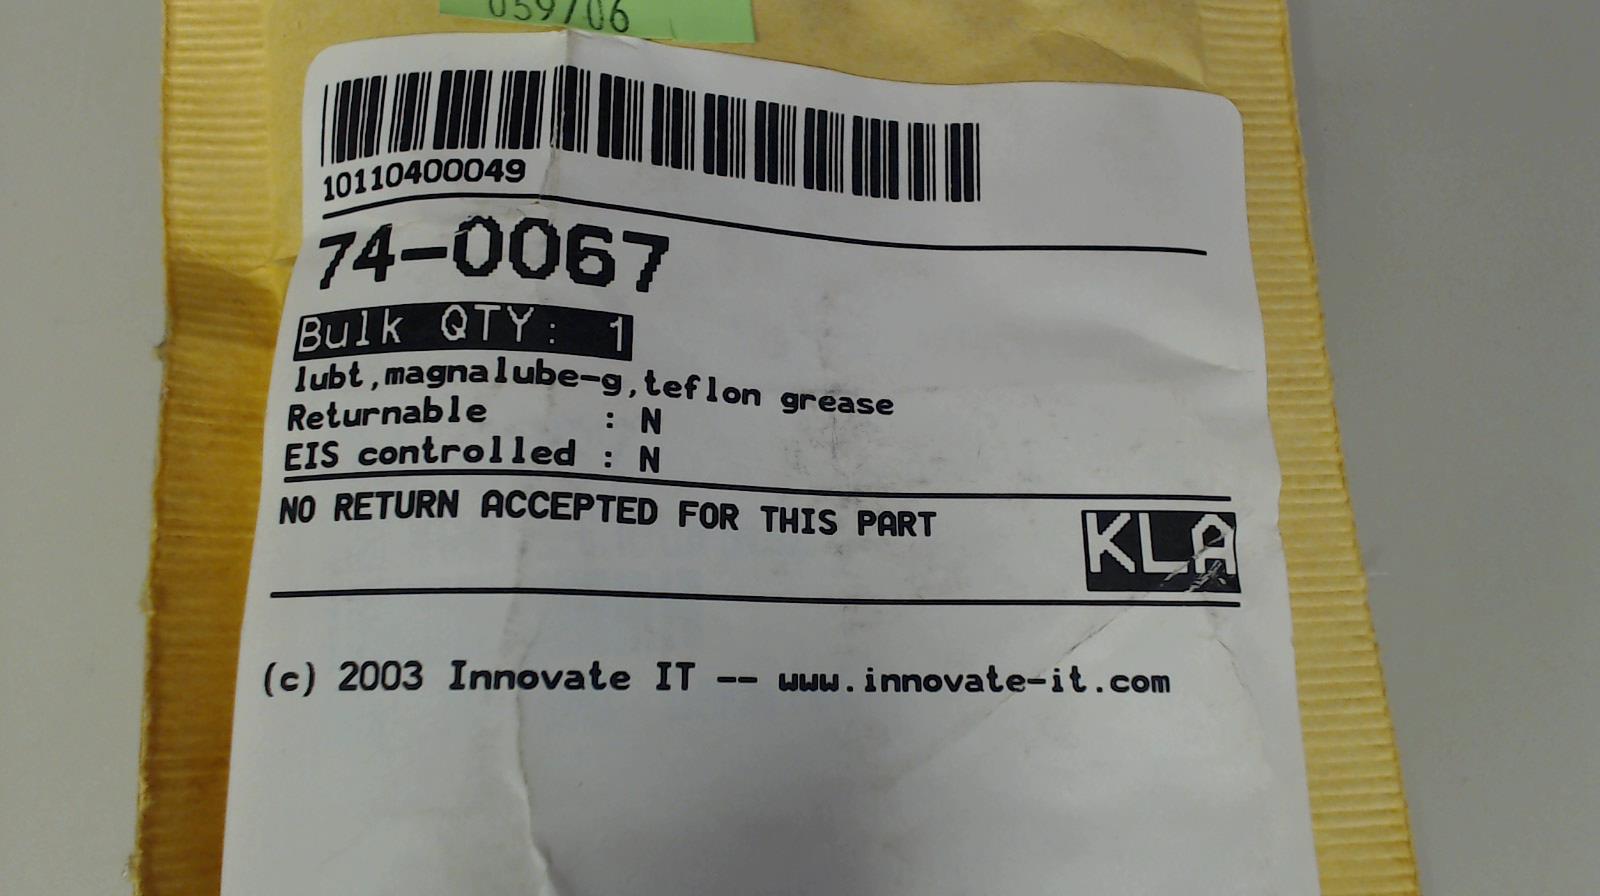 059706
10110400049
74-0067
Bulk QTY: 1
lubt,magnalube-g,teflon grease
Returnable : N
EIS controlled : N
NO RETURN ACCEPTED FOR THIS PART
KLA
(c) 2003 Innovate IT -- www.innovate-it.com